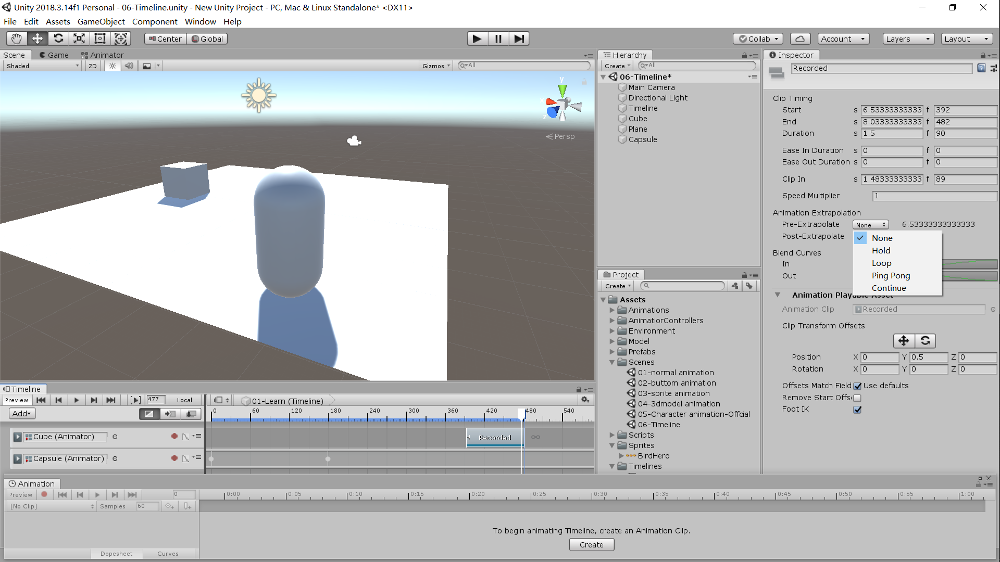 Unity 2018.3.14f1 Personal - 06-Timeline.unity - New Unity Project - PC, Mac & Linux Standalone* <DX11>
File Edit Assets GameObject Component Window Help
Center Global Collab Account Layers Layout
Scene Game Animator
Shaded 2D Gizmos All
y
z
Persp
Hierarchy
Create All
06-Timeline*
Main Camera
Directional Light
Timeline
Cube
Plane
Capsule
Project
Create
Assets
Animations
AnimatiorControllers
Environment
Model
Prefabs
Scenes
01-normal animation
02-buttom animation
03-sprite animation
04-3dmodel animation
05-Character animation-Offcial
06-Timeline
Scripts
Sprites
BirdHero
Timelines
Inspector
Recorded
Clip Timing
Start s 6.53333333333 f 392
End s 8.03333333333 f 482
Duration s 1.5 f 90
Ease In Duration s 0 f 0
Ease Out Duration s 0 f 0
Clip In s 1.48333333333 f 89
Speed Multiplier 1
Animation Extrapolation
Pre-Extrapolate None 6.53333333333333
Post-Extrapolate
None
Hold
Loop
Ping Pong
Continue
Blend Curves
In
Out
Animation Playable Asset
Animation Clip Recorded
Clip Transform Offsets
Position X 0 Y 0.5 Z 0
Rotation X 0 Y 0 Z 0
Offsets Match Field Use defaults
Remove Start Offs
Foot IK
Timeline
Preview 477 Local 01-Learn (Timeline)
Add 0 60 120 180 240 300 360 420 480 540
Cube (Animator) Recorded
Capsule (Animator)
Animation
Preview 0 0:00 0:05 0:10 0:15 0:20 0:25 0:30 0:35 0:40 0:45 0:50 0:55 1:00
[No Clip] Samples 60
To begin animating Timeline, create an Animation Clip.
Create
Dopesheet Curves